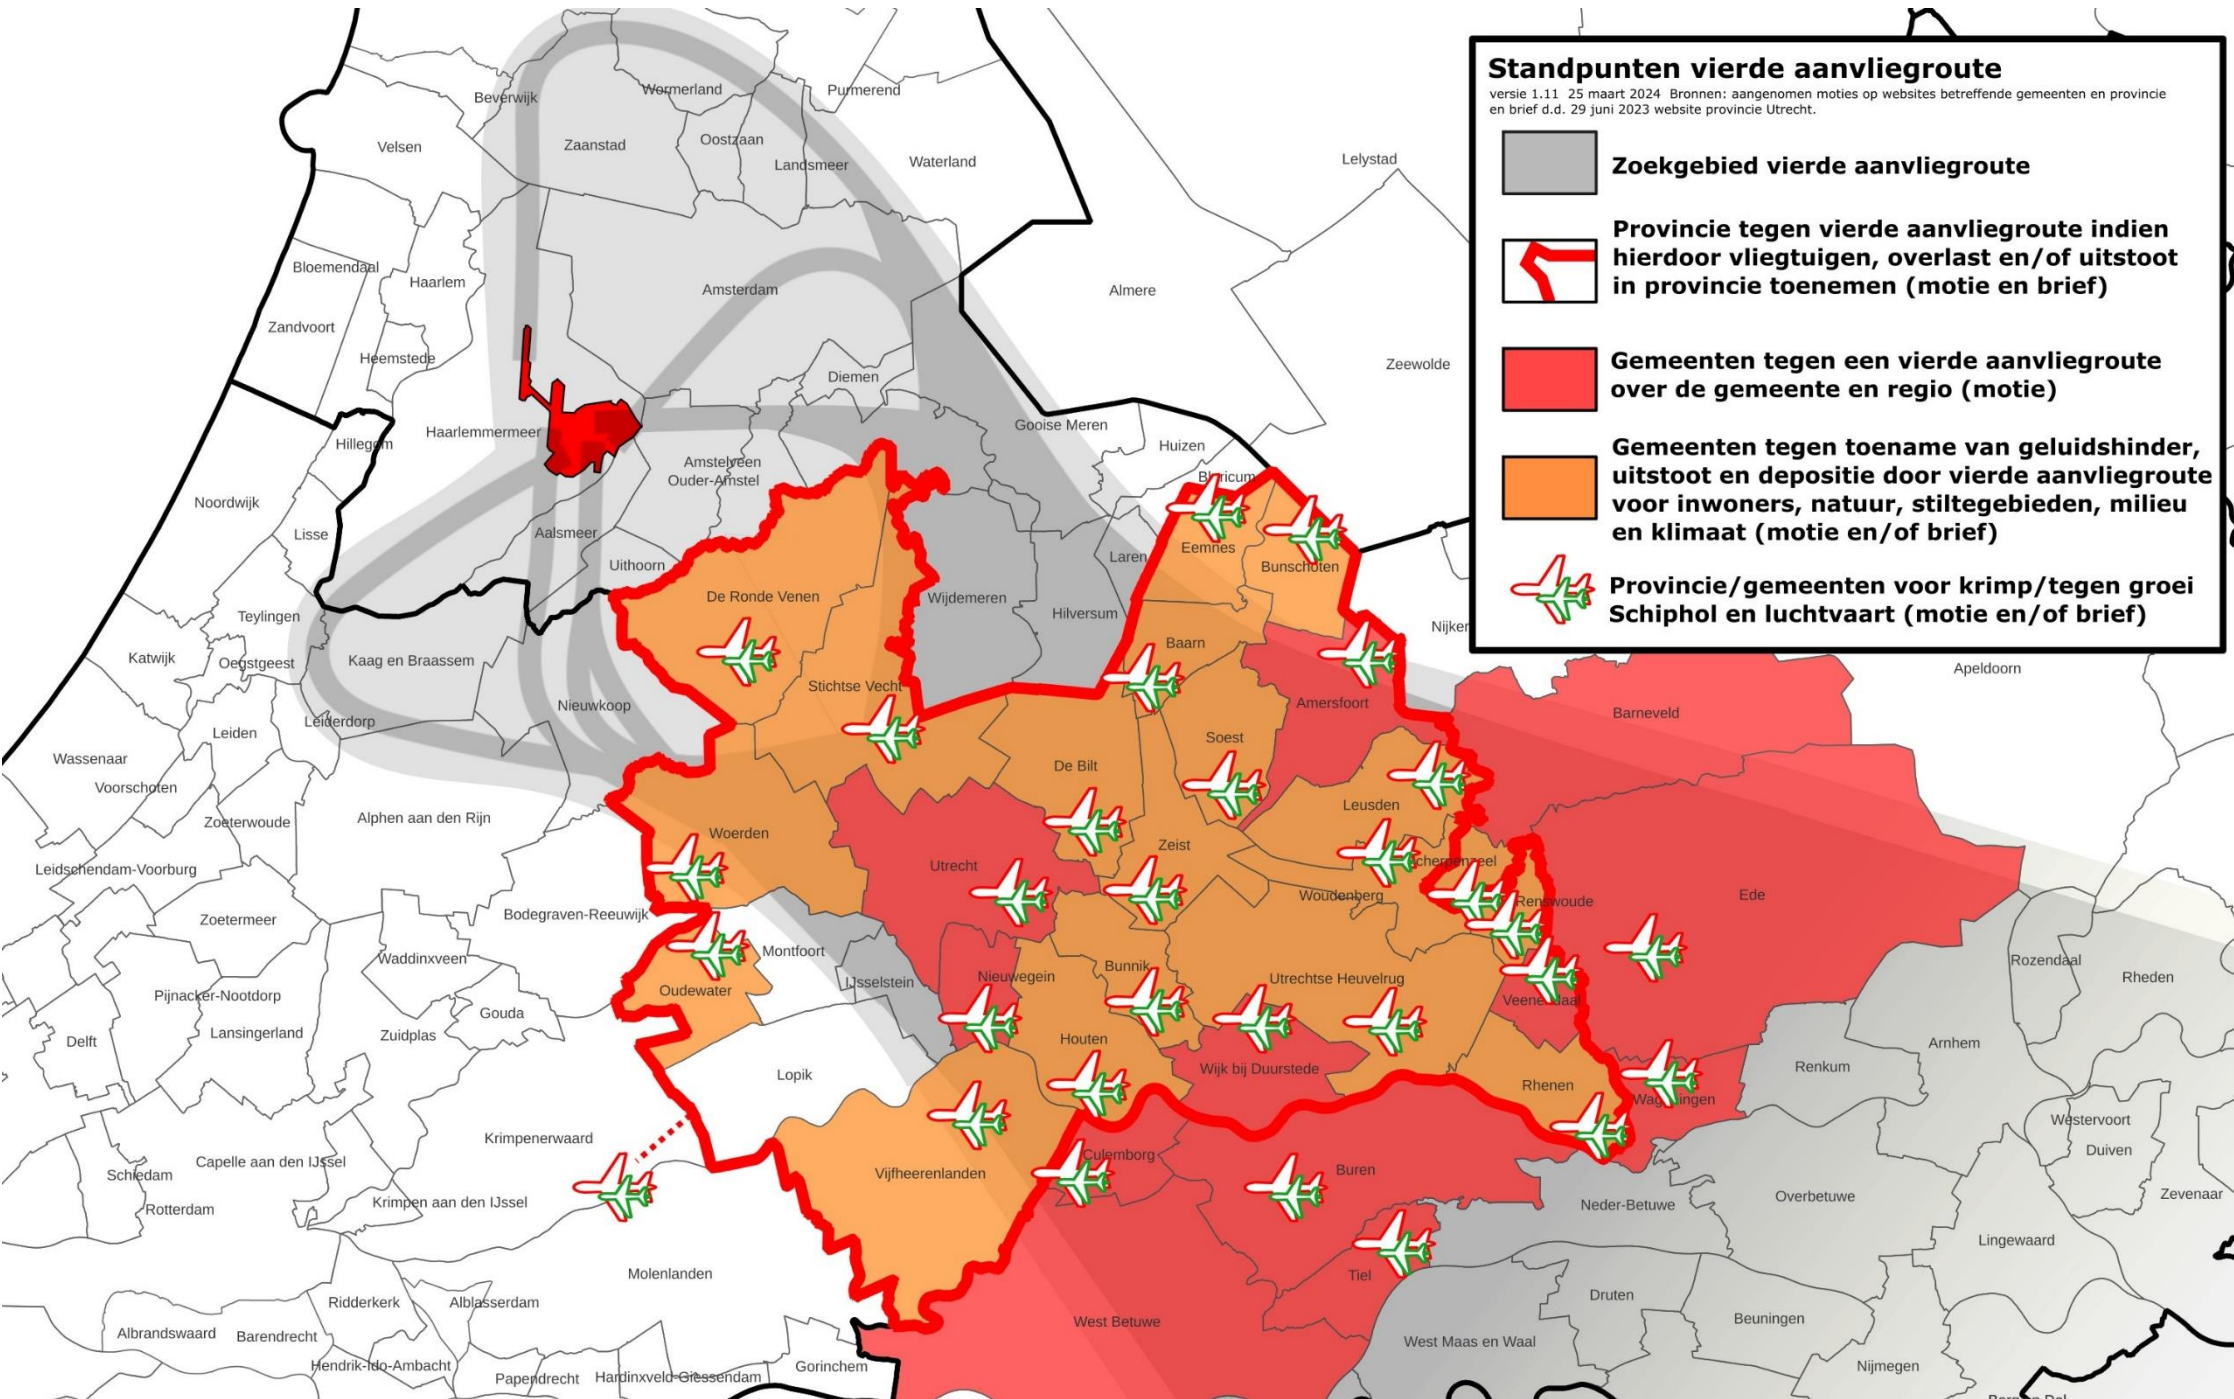 Standpunten vierde aanvliegroute
versie 1.11 25 maart 2024 Bronnen: aangenomen moties op websites betreffende gemeenten en provincie
en brief d.d. 29 juni 2023 website provincie Utrecht.
Zoekgebied vierde aanvliegroute
Provincie tegen vierde aanvliegroute indien
hierdoor vliegtuigen, overlast en/of uitstoot
in provincie toenemen (motie en brief)
Gemeenten tegen een vierde aanvliegroute
over de gemeente en regio (motie)
Gemeenten tegen toename van geluidshinder,
uitstoot en depositie door vierde aanvliegroute
voor inwoners, natuur, stiltegebieden, milieu
en klimaat (motie en/of brief)
Provincie/gemeenten voor krimp/tegen groei
Schiphol en luchtvaart (motie en/of brief)
Beverwijk
Wormerland
Purmerend
Velsen
Zaanstad
Oostzaan
Landsmeer
Waterland
Lelystad
Bloemendaal
Haarlem
Amsterdam
Almere
Zandvoort
Heemstede
Diemen
Zeewolde
Hillegom
Haarlemmermeer
Gooise Meren
Huizen
Blaricum
Amstelveen
Ouder-Amstel
Noordwijk
Lisse
Aalsmeer
Uithoorn
Laren
Eemnes
Bunschoten
De Ronde Venen
Wijdemeren
Hilversum
Teylingen
Nijker
Katwijk
Oegstgeest
Kaag en Braassem
Baarn
Apeldoorn
Stichtse Vecht
Nieuwkoop
Amersfoort
Barneveld
Leiderdorp
Leiden
Soest
Wassenaar
Voorschoten
De Bilt
Leusden
Zoeterwoude
Alphen aan den Rijn
Woerden
Zeist
Leidschendam-Voorburg
Utrecht
Scherpenzeel
Woudenberg
Renswoude
Ede
Zoetermeer
Bodegraven-Reeuwijk
Montfoort
Waddinxveen
IJsselstein
Nieuwegein
Bunnik
Utrechtse Heuvelrug
Rozendaal
Rheden
Pijnacker-Nootdorp
Oudewater
Veenendaal
Gouda
Lansingerland
Zuidplas
Delft
Houten
Arnhem
Renkum
Lopik
Wijk bij Duurstede
Rhenen
Wageningen
Westervoort
Duiven
Krimpenerwaard
Capelle aan den IJssel
Schiedam
Culemborg
Vijfheerenlanden
Buren
Overbetuwe
Zevenaar
Rotterdam
Krimpen aan den IJssel
Neder-Betuwe
Lingewaard
Molenlanden
Tiel
Ridderkerk
Alblasserdam
Druten
Albrandswaard
Barendrecht
West Betuwe
Beuningen
West Maas en Waal
Hendrik-Ido-Ambacht
Papendrecht
Hardinxveld-Giessendam
Gorinchem
Nijmegen